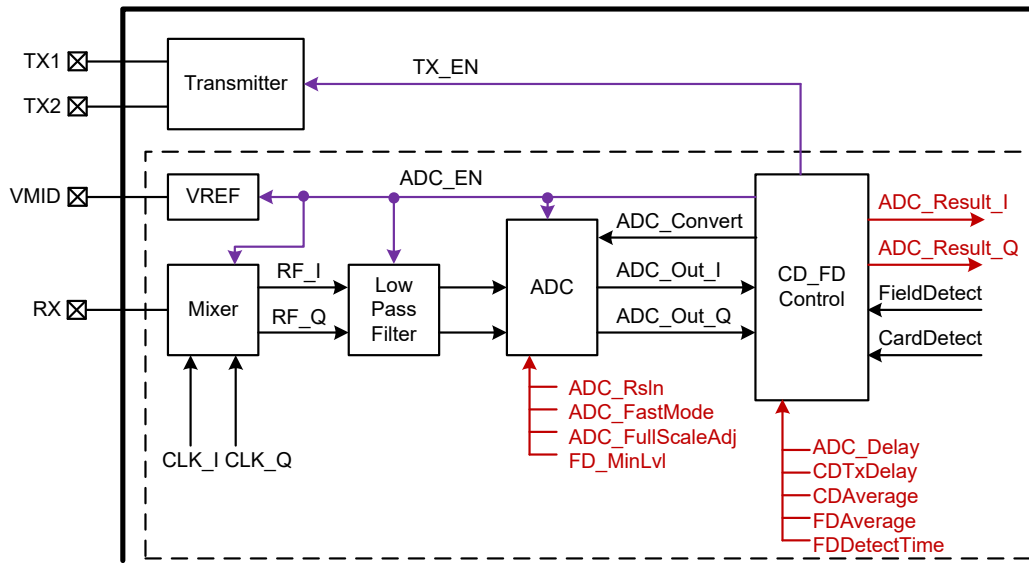 TX1
Transmitter
TX_EN
TX2
VMID
VREF
ADC_EN
ADC_Result_I
ADC_Convert
ADC_Result_Q
RX
Mixer
RF_I
RF_Q
Low
Pass
Filter
ADC
ADC_Out_I
ADC_Out_Q
CD_FD
Control
FieldDetect
CardDetect
CLK_I
CLK_Q
ADC_Rsln
ADC_FastMode
ADC_FullScaleAdj
FD_MinLvl
ADC_Delay
CDTxDelay
CDAverage
FDAverage
FDDetectTime